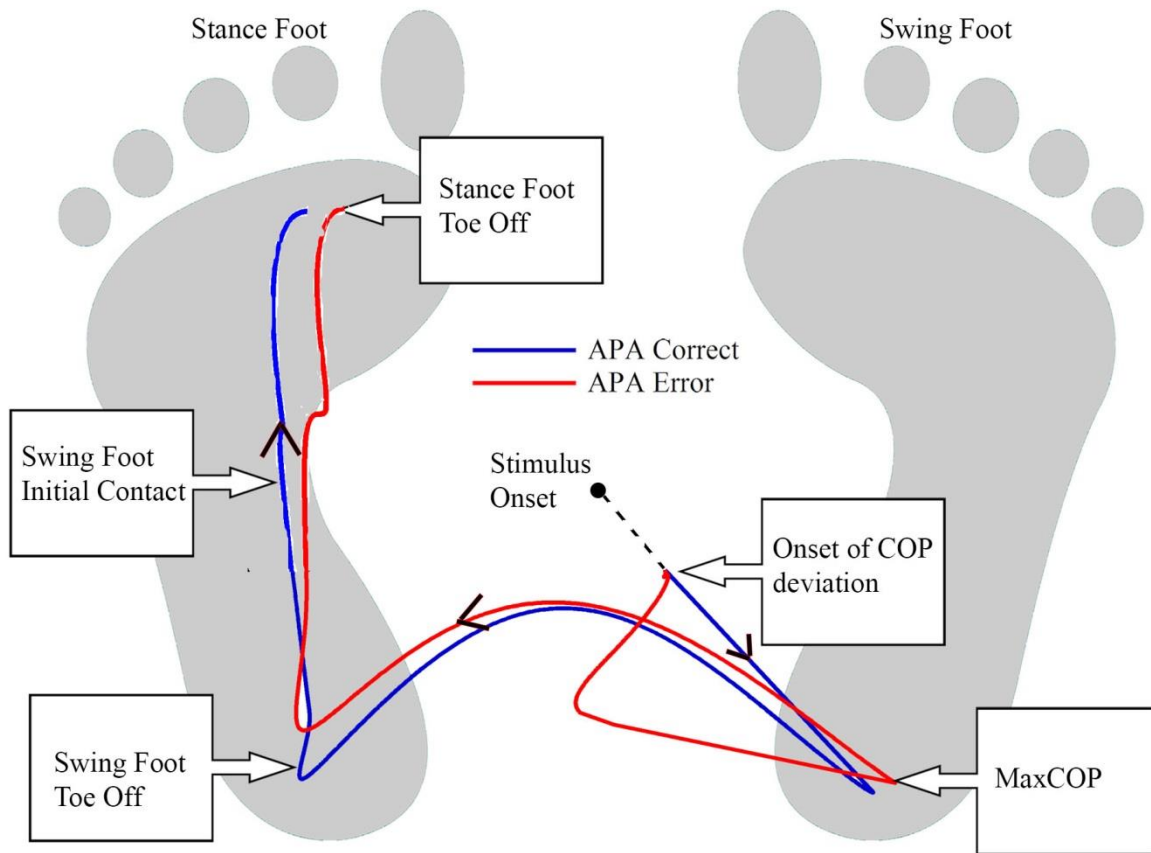 Stance Foot
Swing Foot
Stance Foot
Toe Off
APA Correct
APA Error
Swing Foot
Initial Contact
Stimulus
Onset
Onset of COP
deviation
Swing Foot
Toe Off
MaxCOP